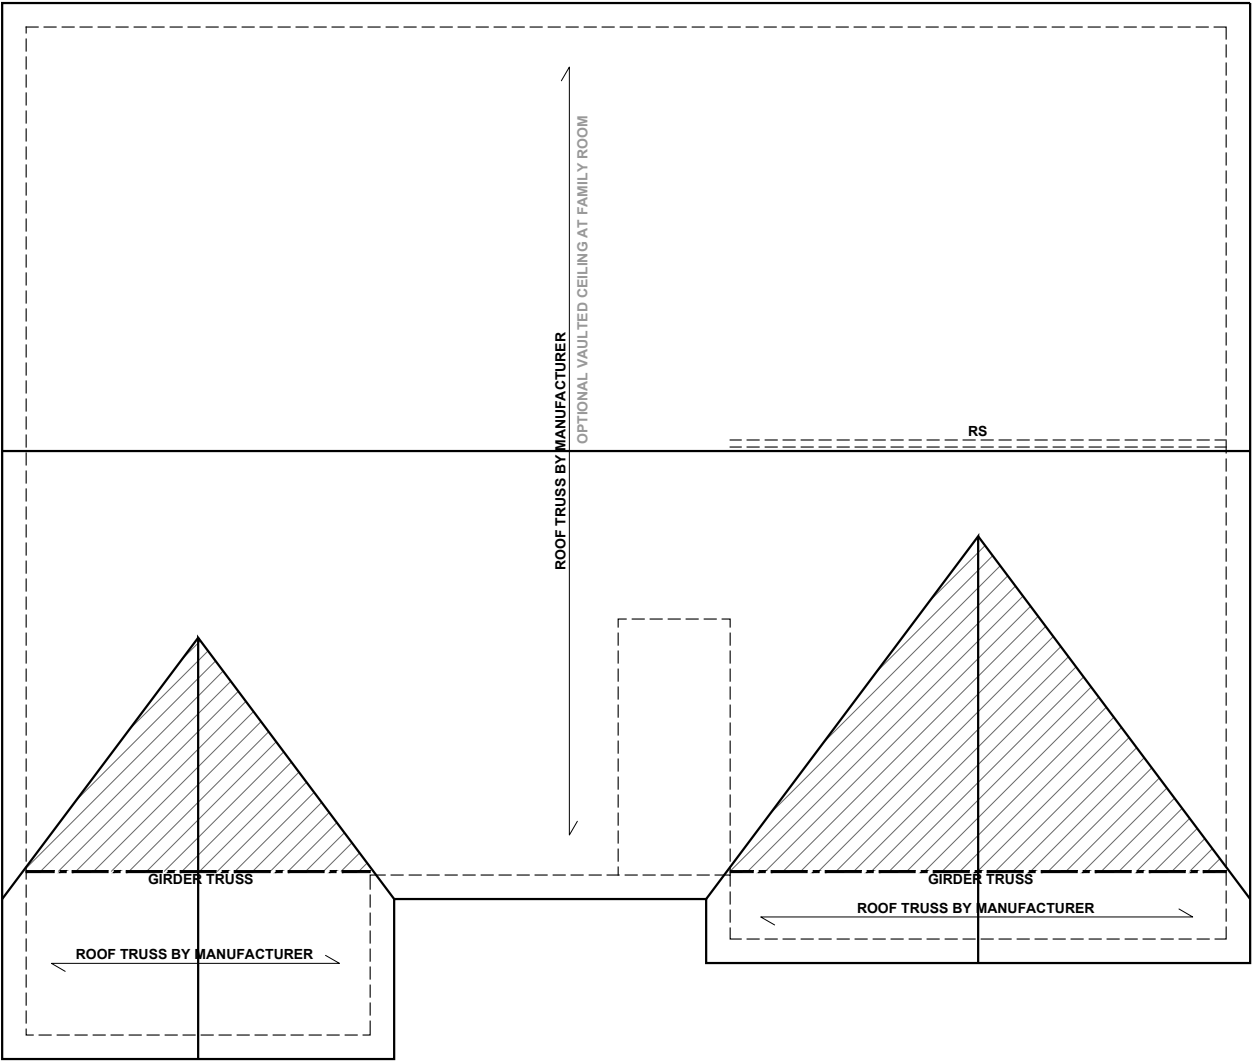 OPTIONAL VAULTED CEILING AT FAMILY ROOM
ROOF TRUSS BY MANUFACTURER
RS
GIRDER TRUSS
GIRDER TRUSS
ROOF TRUSS BY MANUFACTURER
ROOF TRUSS BY MANUFACTURER